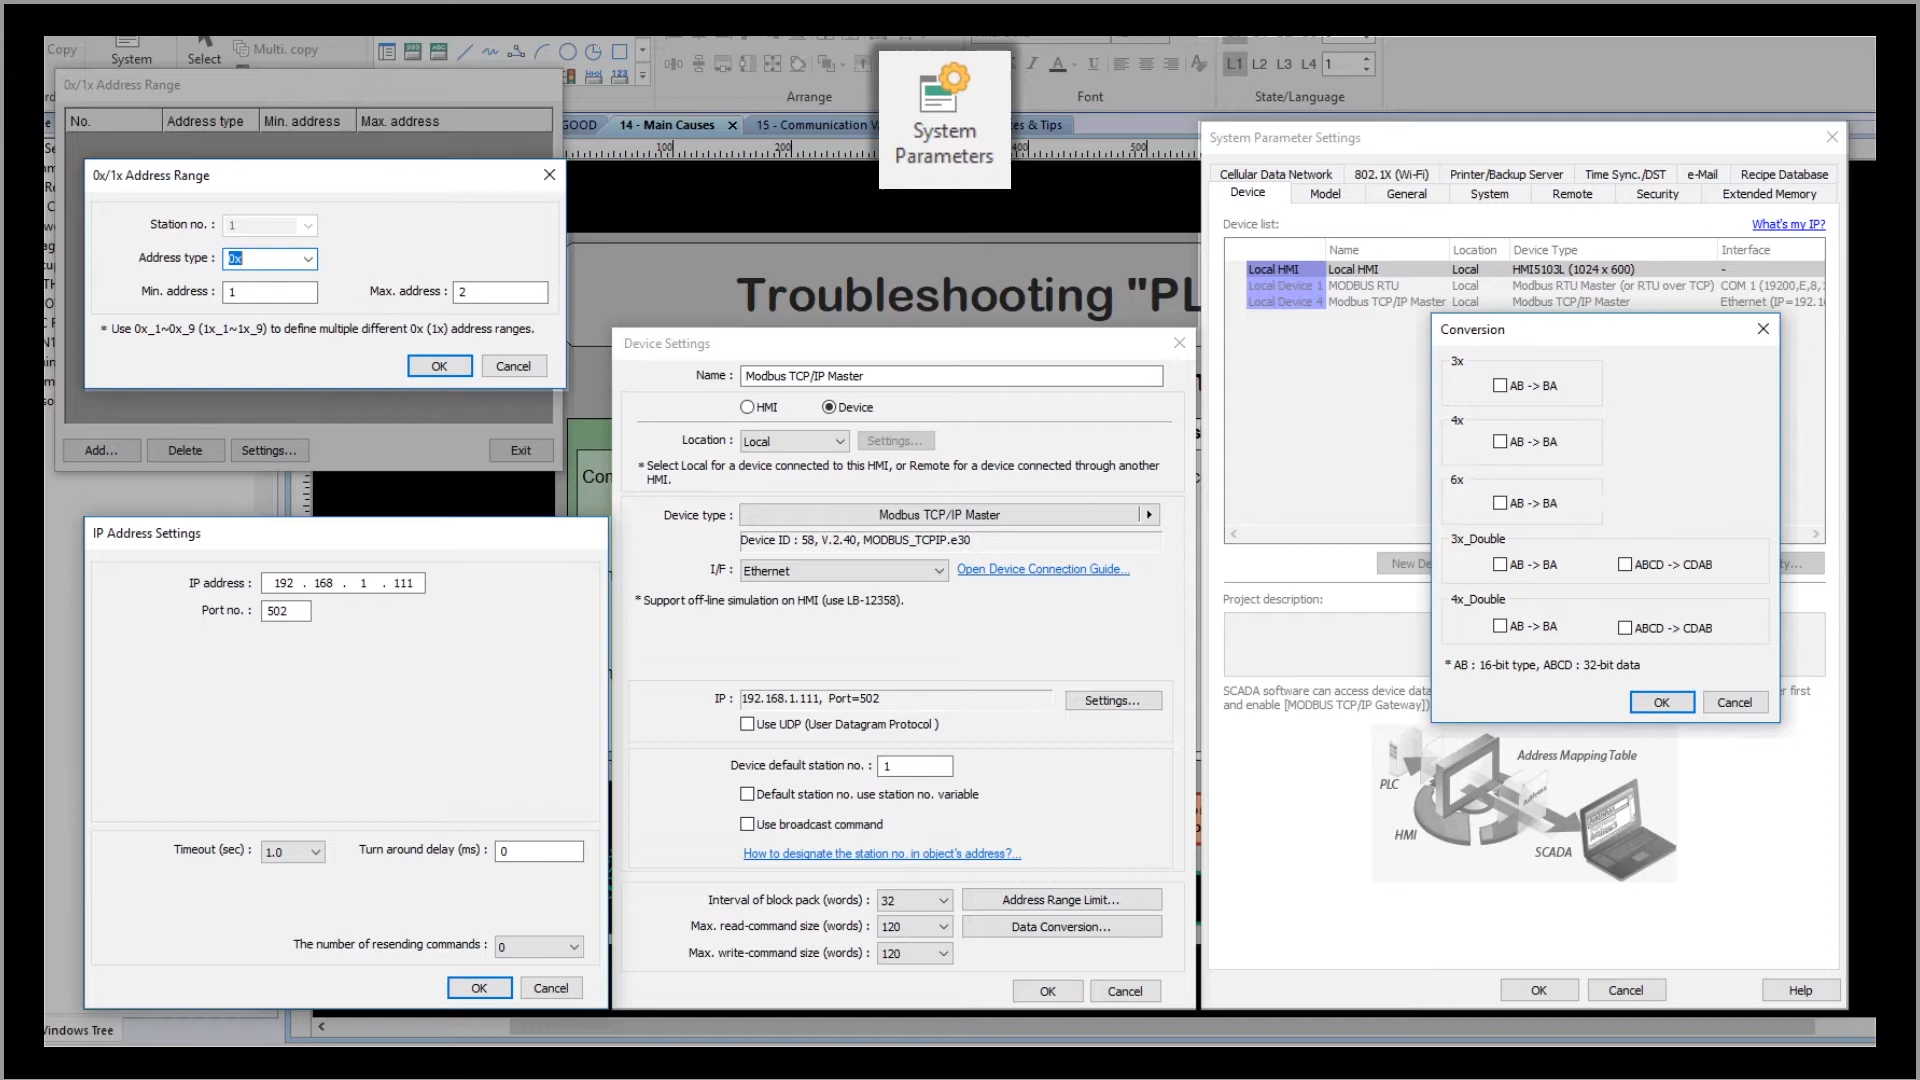 Copy
System
Select
Multi. copy
Arrange
Font
L1 L2 L3 L4 1
State/Language
System
Parameters
GOOD
14 - Main Causes
15 - Communication V
es & Tips
100
200
400
500
0x/1x Address Range
No.
Address type
Min. address
Max. address
Add...
Delete
Settings...
Exit
0x/1x Address Range
Station no. : 1
Address type : 0x
Min. address : 1
Max. address : 2
* Use 0x_1~0x_9 (1x_1~1x_9) to define multiple different 0x (1x) address ranges.
OK
Cancel
Troubleshooting "PL
Con
IP Address Settings
IP address : 192 . 168 . 1 . 111
Port no. : 502
Timeout (sec) : 1.0
Turn around delay (ms) : 0
The number of resending commands : 0
OK
Cancel
Windows Tree
Device Settings
Name : Modbus TCP/IP Master
HMI
Device
Location : Local
Settings...
* Select Local for a device connected to this HMI, or Remote for a device connected through another
HMI.
Device type : Modbus TCP/IP Master
Device ID : 58, V.2.40, MODBUS_TCPIP.e30
I/F : Ethernet
Open Device Connection Guide...
* Support off-line simulation on HMI (use LB-12358).
IP : 192.168.1.111, Port=502
Settings...
Use UDP (User Datagram Protocol )
Device default station no. : 1
Default station no. use station no. variable
Use broadcast command
How to designate the station no. in object's address?...
Interval of block pack (words) : 32
Address Range Limit...
Max. read-command size (words) : 120
Data Conversion...
Max. write-command size (words) : 120
OK
Cancel
System Parameter Settings
Cellular Data Network
802.1X (Wi-Fi)
Printer/Backup Server
Time Sync./DST
e-Mail
Recipe Database
Device
Model
General
System
Remote
Security
Extended Memory
Device list:
What's my IP?
Name
Location
Device Type
Interface
Local HMI Local HMI Local HMI5103L (1024 x 600) -
Local Device 1 MODBUS RTU Local Modbus RTU Master (or RTU over TCP) COM 1 (19200,E,8,
Local Device 4 Modbus TCP/IP Master Local Modbus TCP/IP Master Ethernet (IP=192.1
New De
ty...
Project description:
SCADA software can access device data
er first
and enable [MODBUS TCP/IP Gateway])
PLC
HMI
SCADA
Address Mapping Table
OK
Cancel
Help
Conversion
3x
AB -> BA
4x
AB -> BA
6x
AB -> BA
3x_Double
AB -> BA
ABCD -> CDAB
4x_Double
AB -> BA
ABCD -> CDAB
* AB : 16-bit type, ABCD : 32-bit data
OK
Cancel